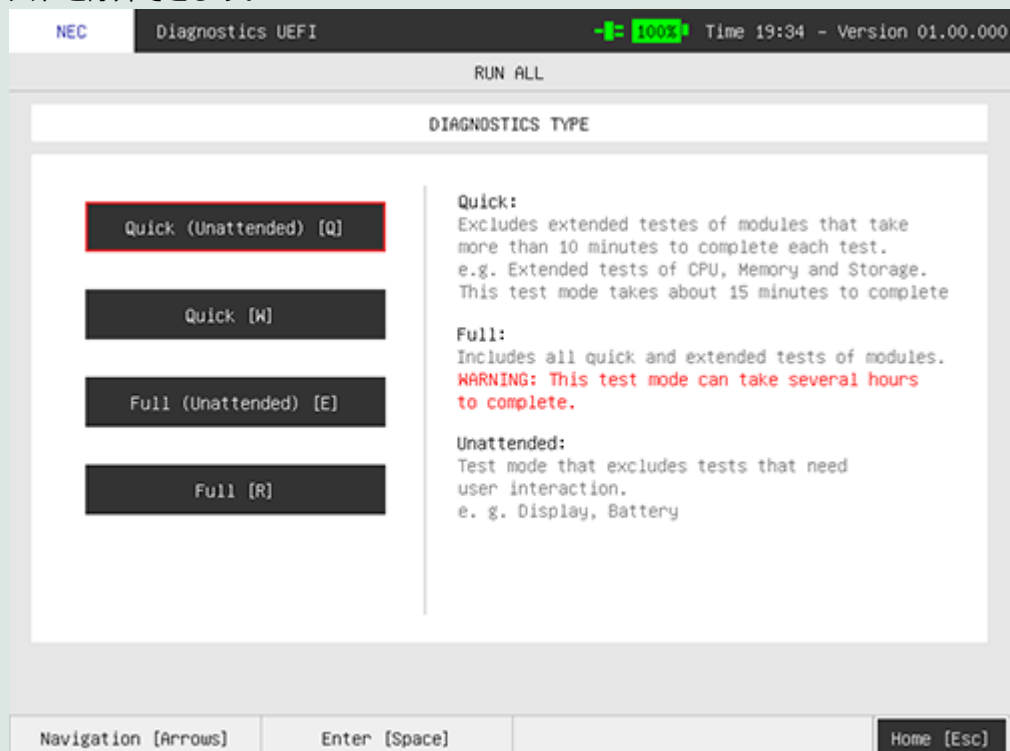 NEC Diagnostics UEFI 100% Time 19:34 - Version 01.00.000
RUN ALL
DIAGNOSTICS TYPE
Quick (Unattended) [Q]
Quick [W]
Full (Unattended) [E]
Full [R]
Quick:
Excludes extended testes of modules that take
more than 10 minutes to complete each test.
e.g. Extended tests of CPU, Memory and Storage.
This test mode takes about 15 minutes to complete
Full:
Includes all quick and extended tests of modules.
WARNING: This test mode can take several hours
to complete.
Unattended:
Test mode that excludes tests that need
user interaction.
e. g. Display, Battery
Navigation [Arrows] Enter [Space] Home [Esc]